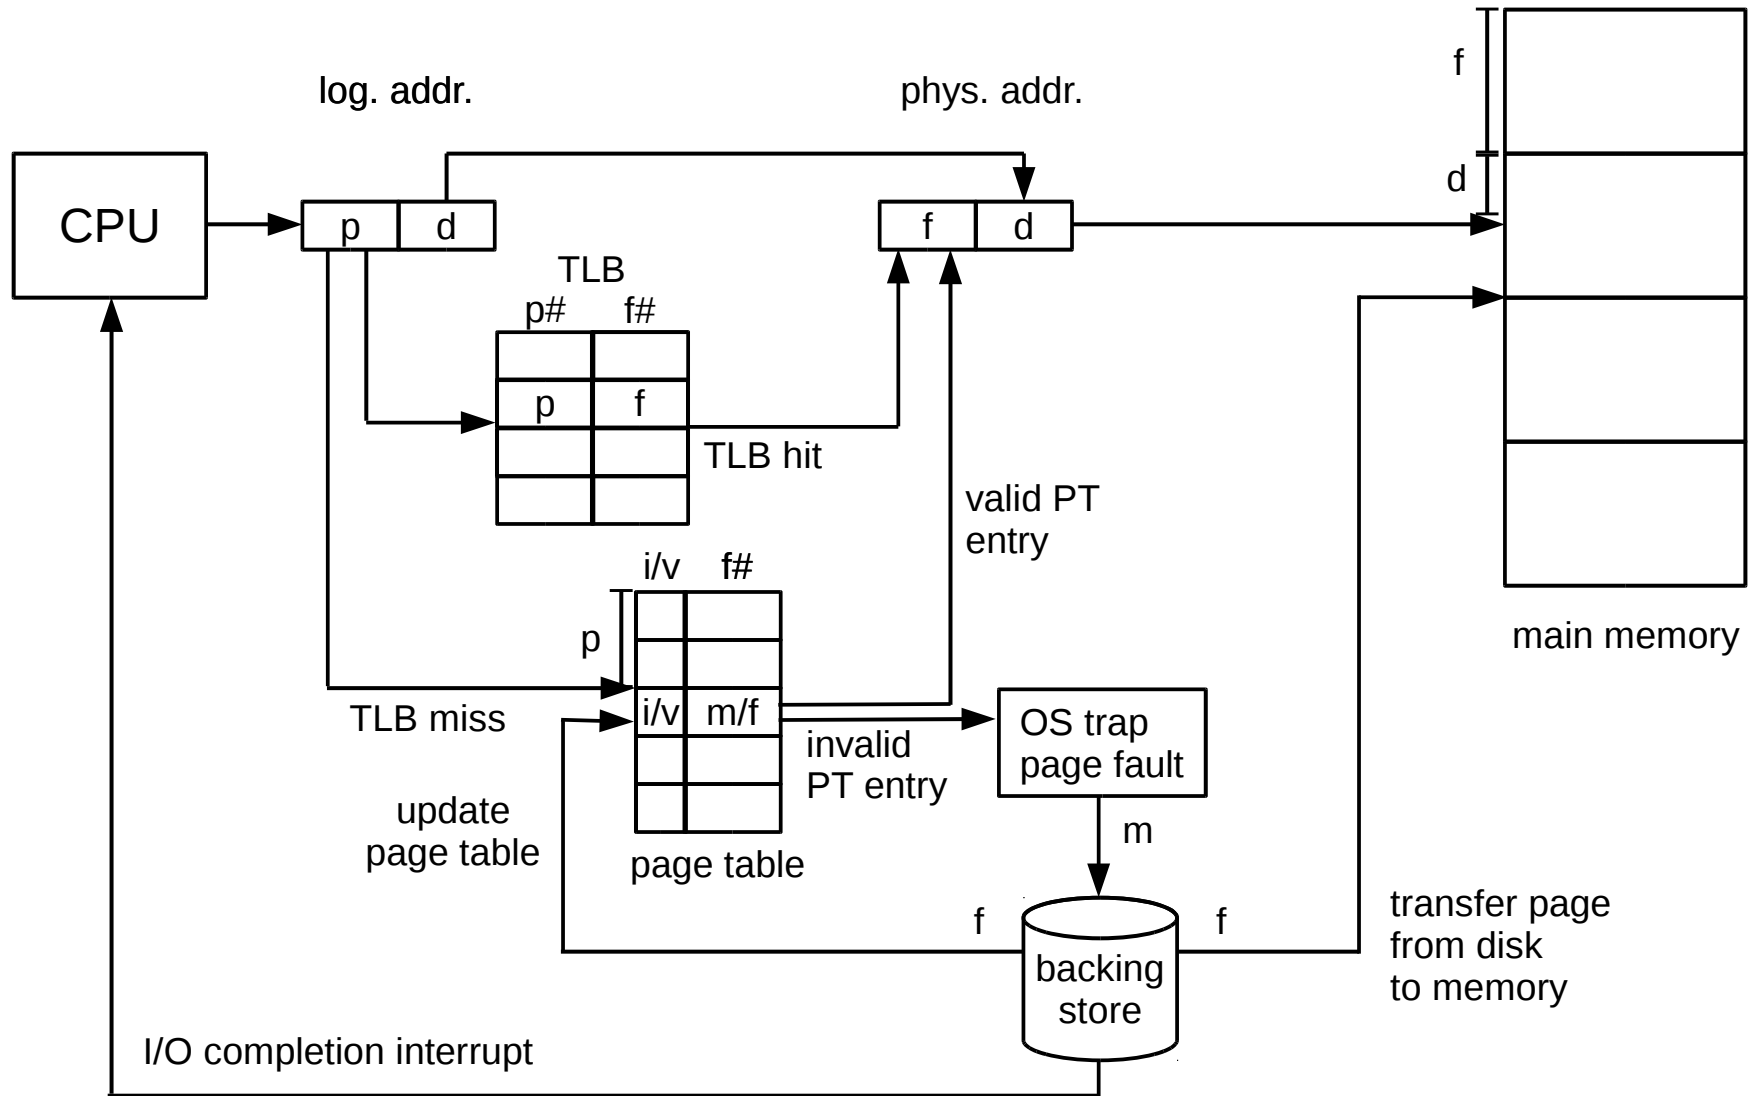 f
log. addr.
phys. addr.
d
CPU
p d
f d
TLB
p# f#
p f
TLB hit
valid PT
entry
i/v f#
p
main memory
TLB miss
i/v m/f
OS trap
page fault
invalid
PT entry
update
page table
m
page table
f
f
transfer page
from disk
to memory
backing
store
I/O completion interrupt